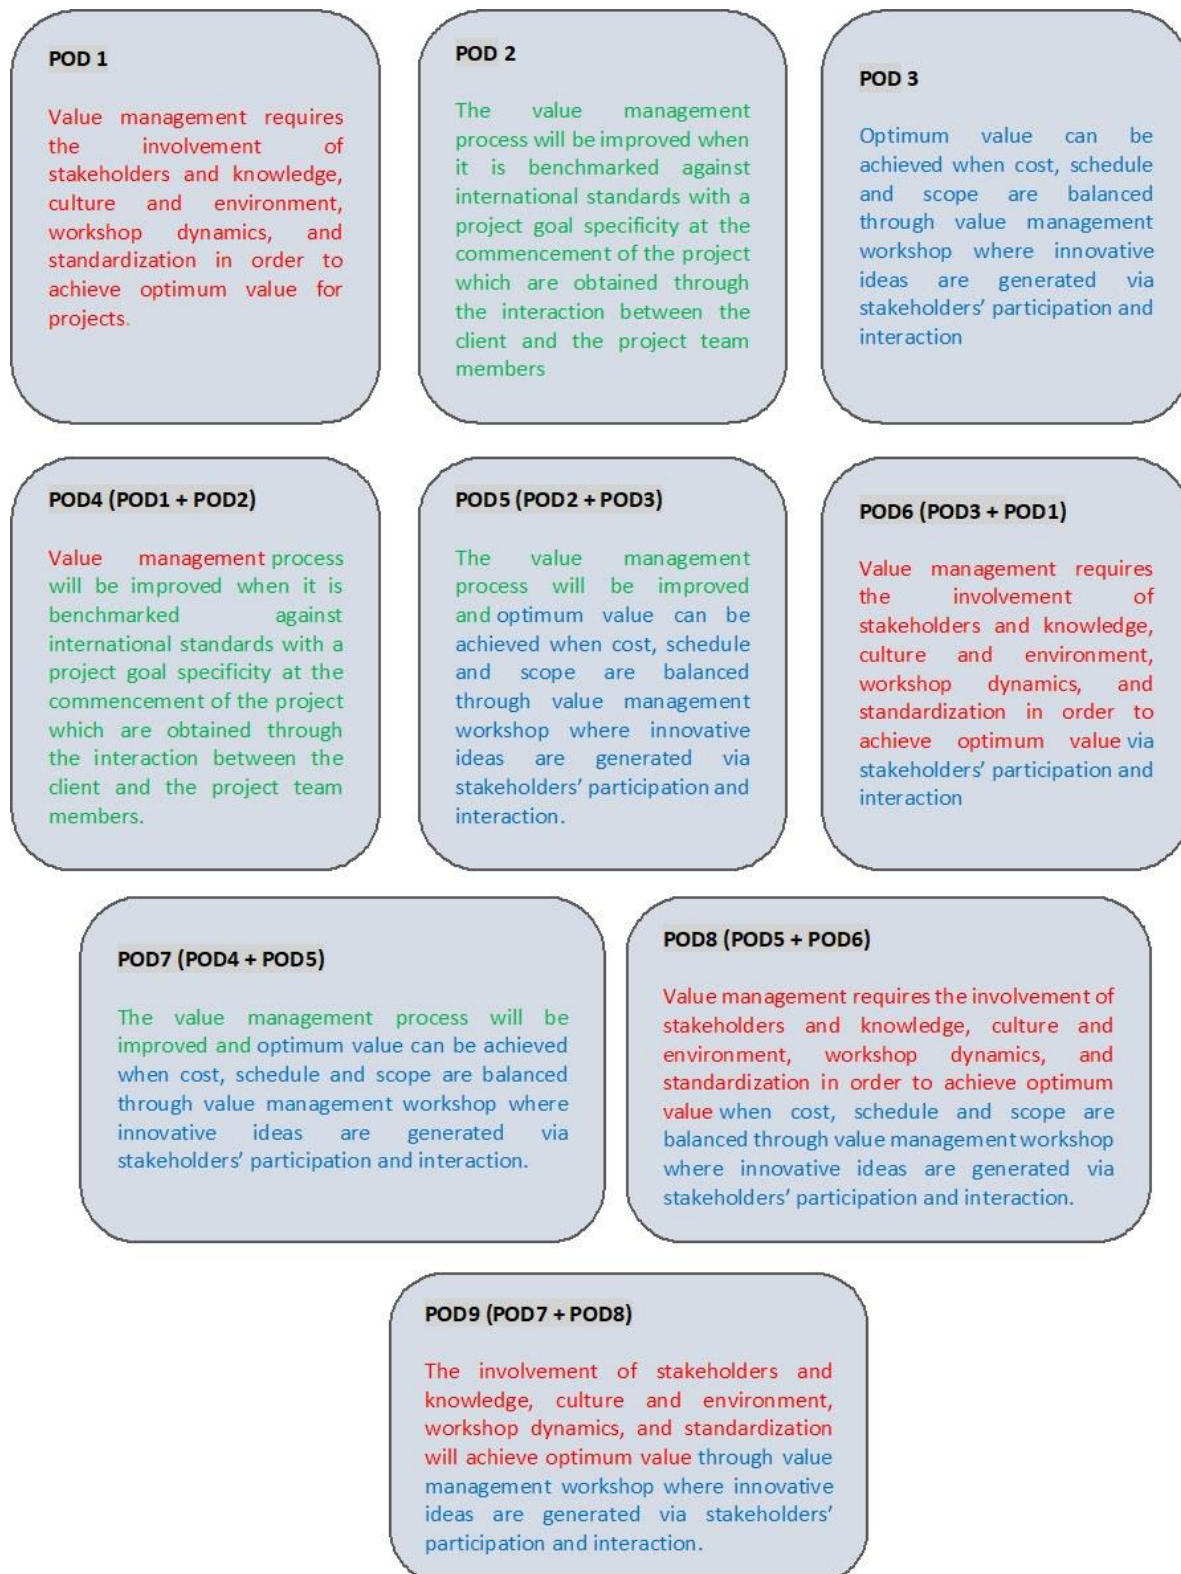 POD 1
Value management requires
the involvement of
stakeholders and knowledge,
culture and environment,
workshop dynamics, and
standardization in order to
achieve optimum value for
projects.
POD 2
The value management
process will be improved when
it is benchmarked against
international standards with a
project goal specificity at the
commencement of the project
which are obtained through
the interaction between the
client and the project team
members
POD 3
Optimum value can be
achieved when cost, schedule
and scope are balanced
through value management
workshop where innovative
ideas are generated via
stakeholders’ participation and
interaction
POD4 (POD1 + POD2)
Value management process
will be improved when it is
benchmarked against
international standards with a
project goal specificity at the
commencement of the project
which are obtained through
the interaction between the
client and the project team
members.
POD5 (POD2 + POD3)
The value management
process will be improved
and optimum value can be
achieved when cost, schedule
and scope are balanced
through value management
workshop where innovative
ideas are generated via
stakeholders’ participation and
interaction.
POD6 (POD3 + POD1)
Value management requires
the involvement of
stakeholders and knowledge,
culture and environment,
workshop dynamics, and
standardization in order to
achieve optimum value via
stakeholders’ participation and
interaction
POD7 (POD4 + POD5)
The value management process will be
improved and optimum value can be achieved
when cost, schedule and scope are balanced
through value management workshop where
innovative ideas are generated via
stakeholders’ participation and interaction.
POD8 (POD5 + POD6)
Value management requires the involvement of
stakeholders and knowledge, culture and
environment, workshop dynamics, and
standardization in order to achieve optimum
value when cost, schedule and scope are
balanced through value management workshop
where innovative ideas are generated via
stakeholders’ participation and interaction.
POD9 (POD7 + POD8)
The involvement of stakeholders and
knowledge, culture and environment,
workshop dynamics, and standardization
will achieve optimum value through value
management workshop where innovative
ideas are generated via stakeholders’
participation and interaction.